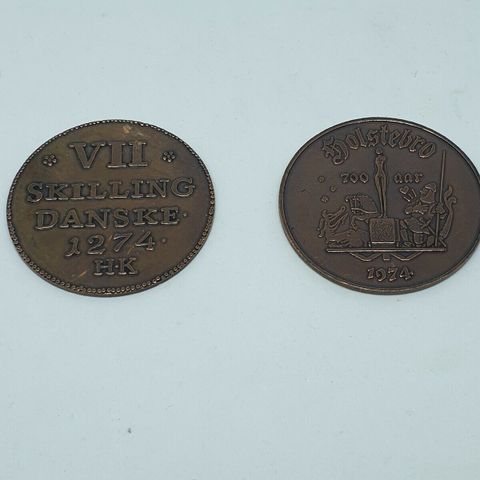 VII
SKILLING
DANSKE·
1274·
HK
Holstebro
700 aar
1974